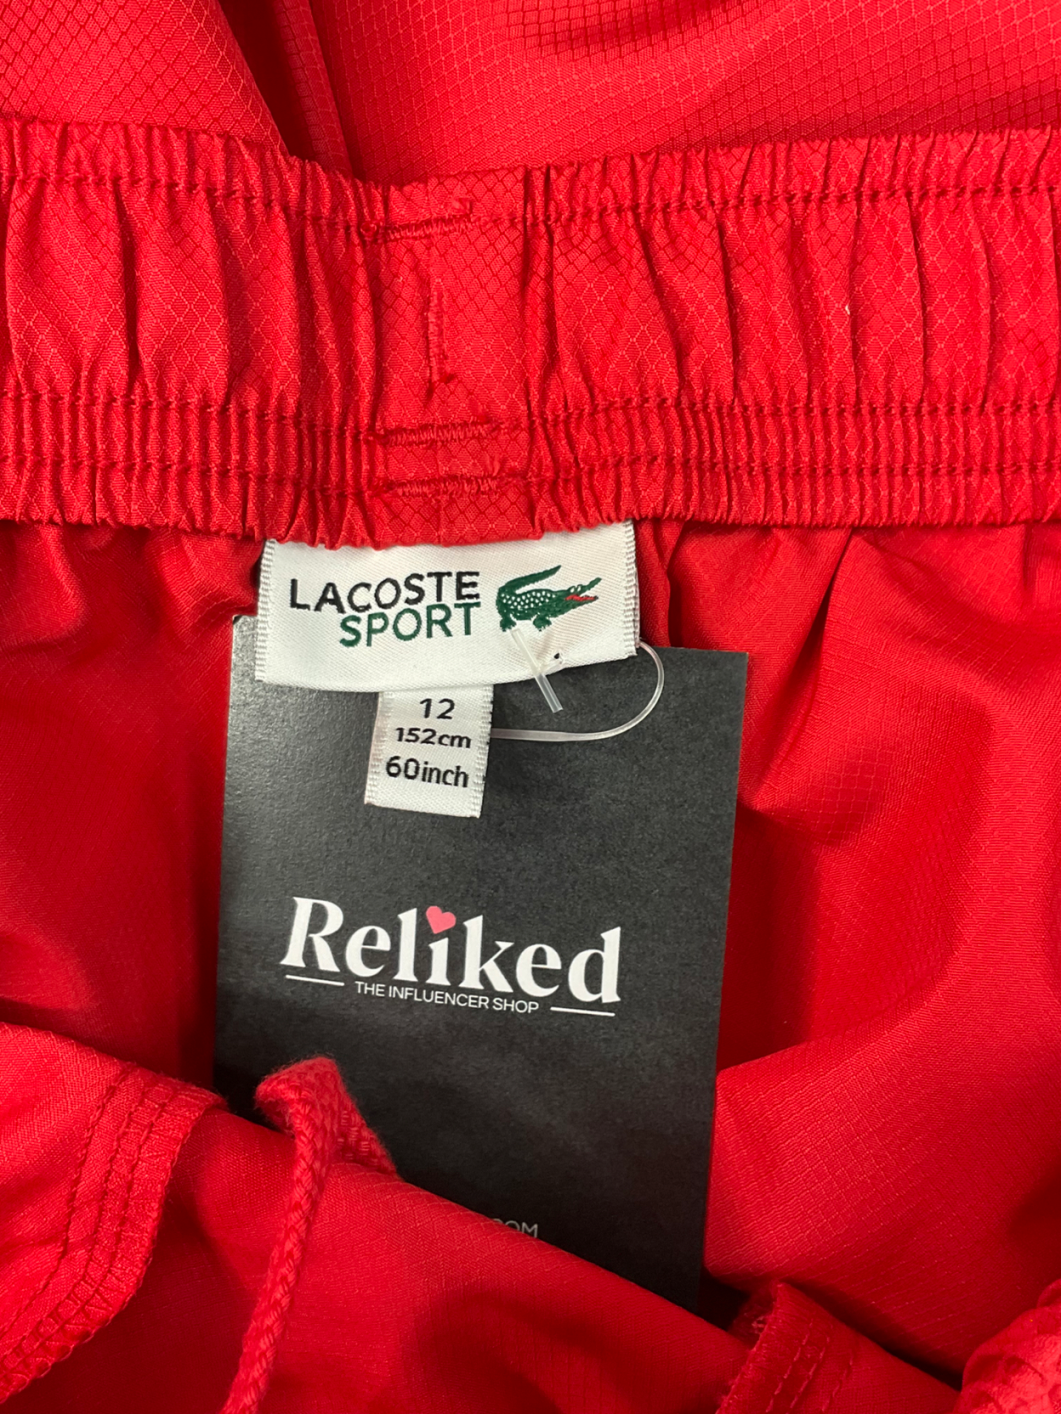 LACOSTE
SPORT
12
152cm
60inch
Reliked
THE INFLUENCER SHOP